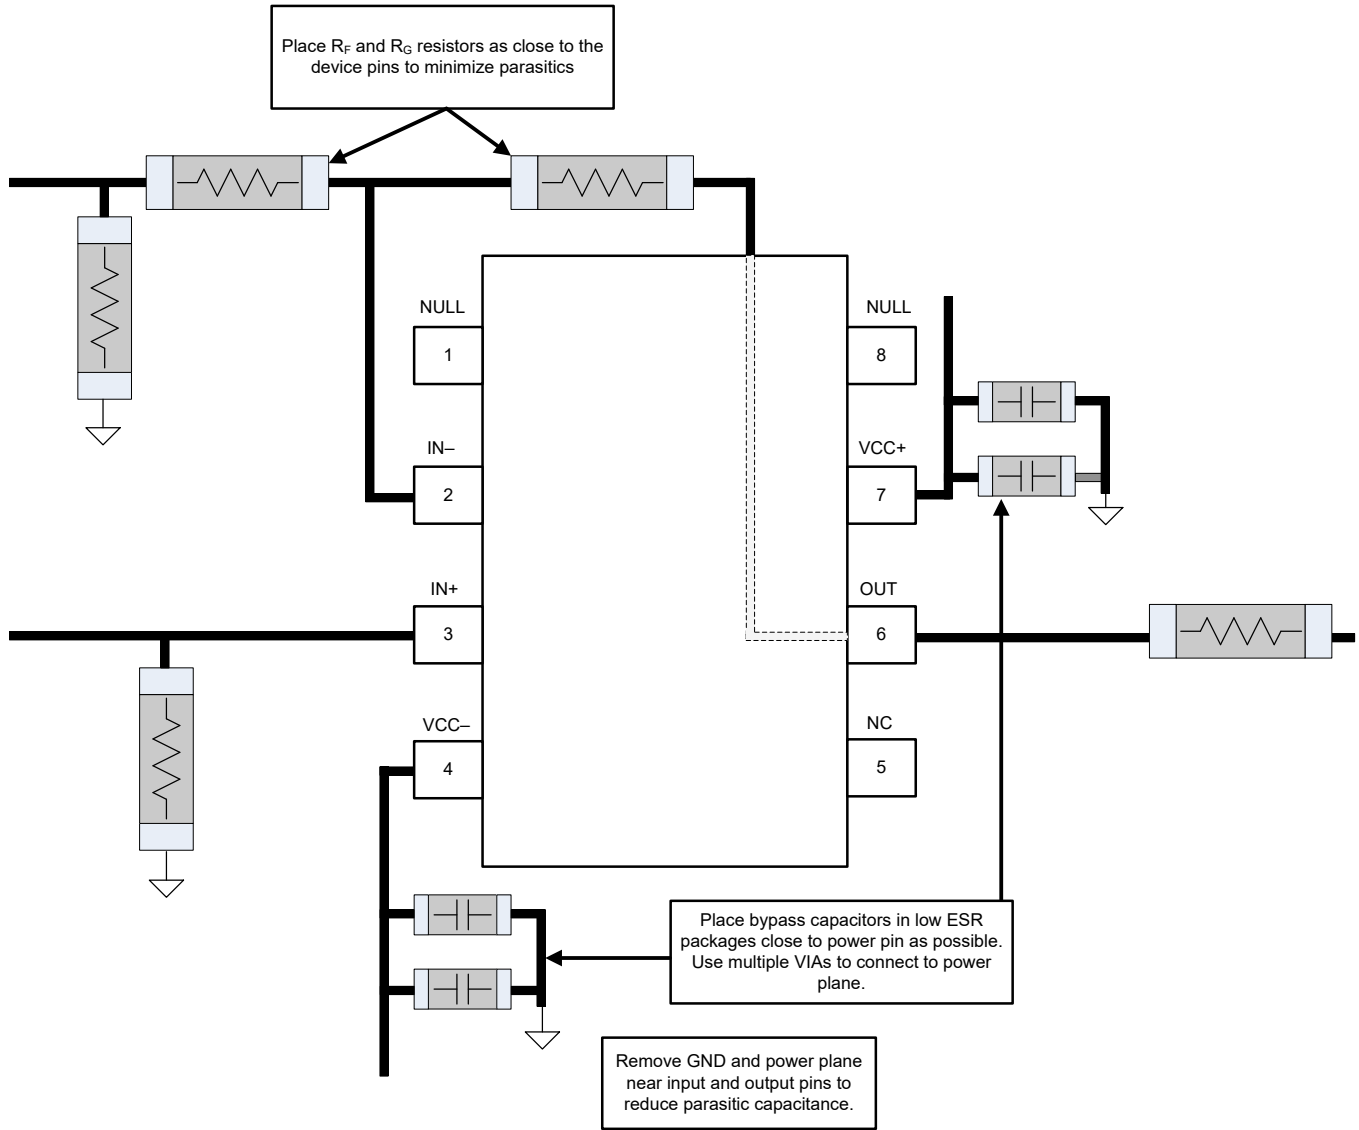 Place RF and RG resistors as close to the
device pins to minimize parasitics
NULL
1
NULL
8
IN–
2
VCC+
7
IN+
3
OUT
6
VCC–
4
NC
5
Place bypass capacitors in low ESR
packages close to power pin as possible.
Use multiple VIAs to connect to power
plane.
Remove GND and power plane
near input and output pins to
reduce parasitic capacitance.